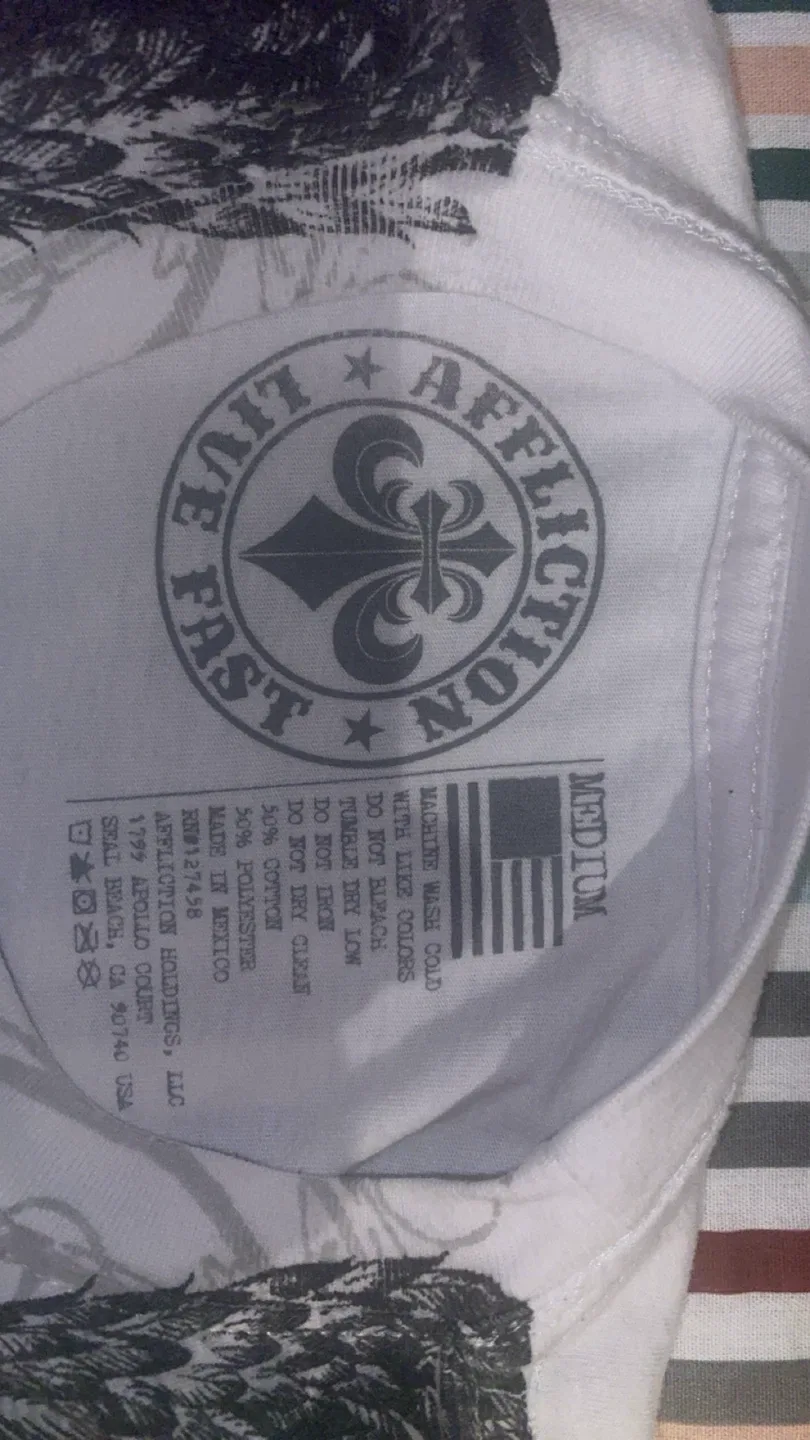 AFFLICTION
LIVE FAST
MEDIUM
MACHINE WASH COLD
WITH LIKE COLORS
DO NOT BLEACH
TUMBLE DRY LOW
DO NOT IRON
DO NOT DRY CLEAN
50% COTTON
50% POLYESTER
MADE IN MEXICO
RN#127458
AFFLICTION HOLDINGS, LLC
1799 APOLLO COURT
SEAL BEACH, CA 90740 USA